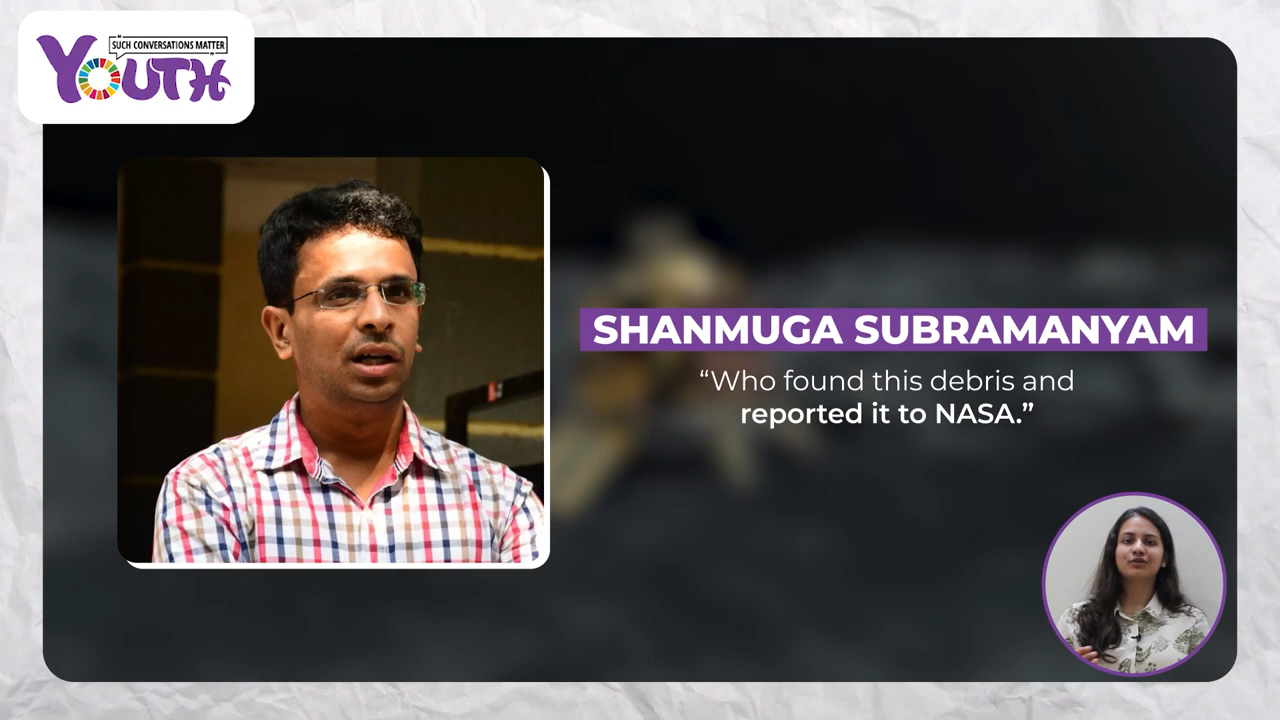 SUCH CONVERSATIONS MATTER
YOUTH
SHANMUGA SUBRAMANYAM
“Who found this debris and
reported it to NASA.”